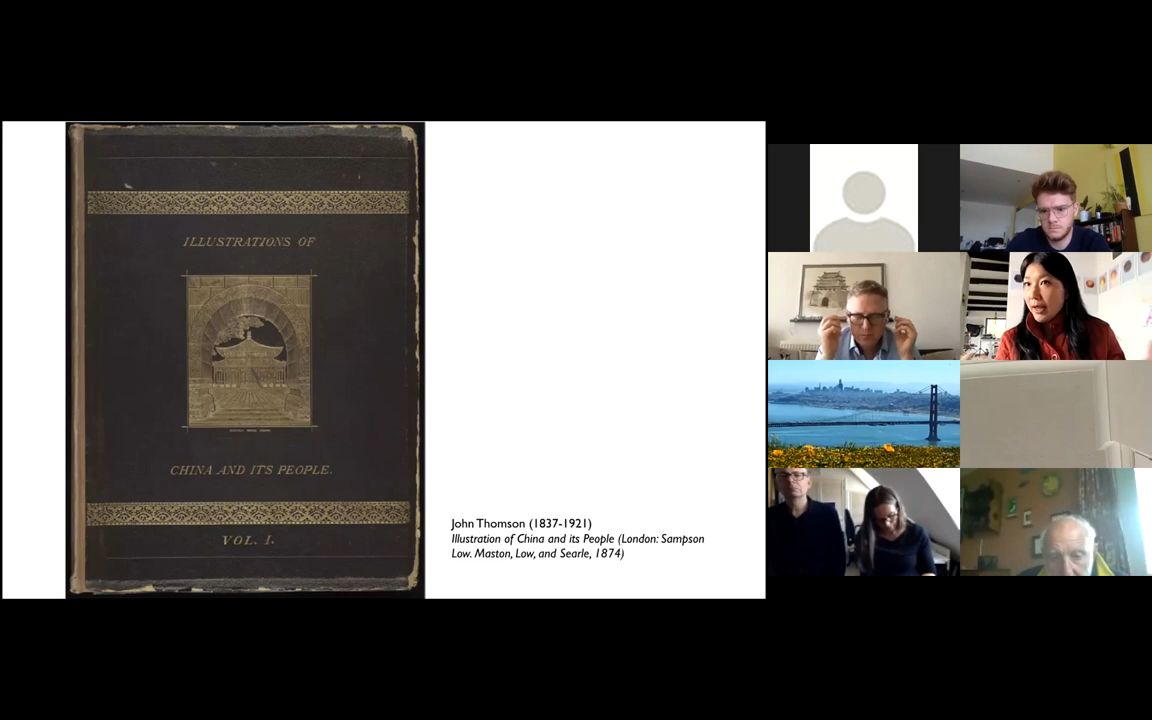 ILLUSTRATIONS OF
CHINA AND ITS PEOPLE.
VOL. I.
John Thomson (1837-1921)
Illustration of China and its People (London: Sampson
Low. Maston, Low, and Searle, 1874)